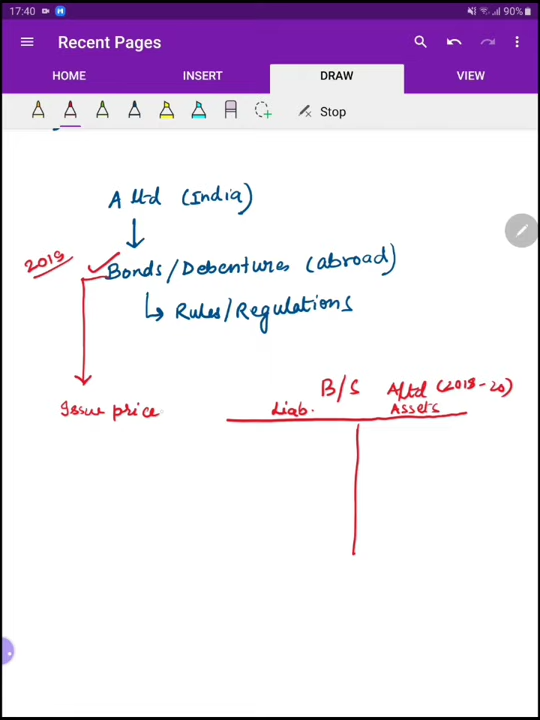 17:40 90%
Recent Pages
HOME INSERT DRAW VIEW
Stop
A ltd (India)
2019 Bonds/Debentures (abroad)
Rules/Regulations
B/S A ltd (2019-20)
Issue price Liab. Assets